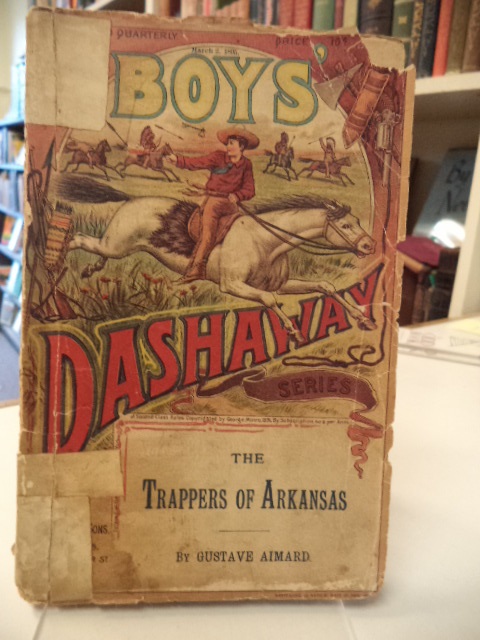 QUARTERLY
PRICE
BOYS'
DASHAWAY
SERIES
THE
TRAPPERS OF ARKANSAS
BY GUSTAVE AIMARD.